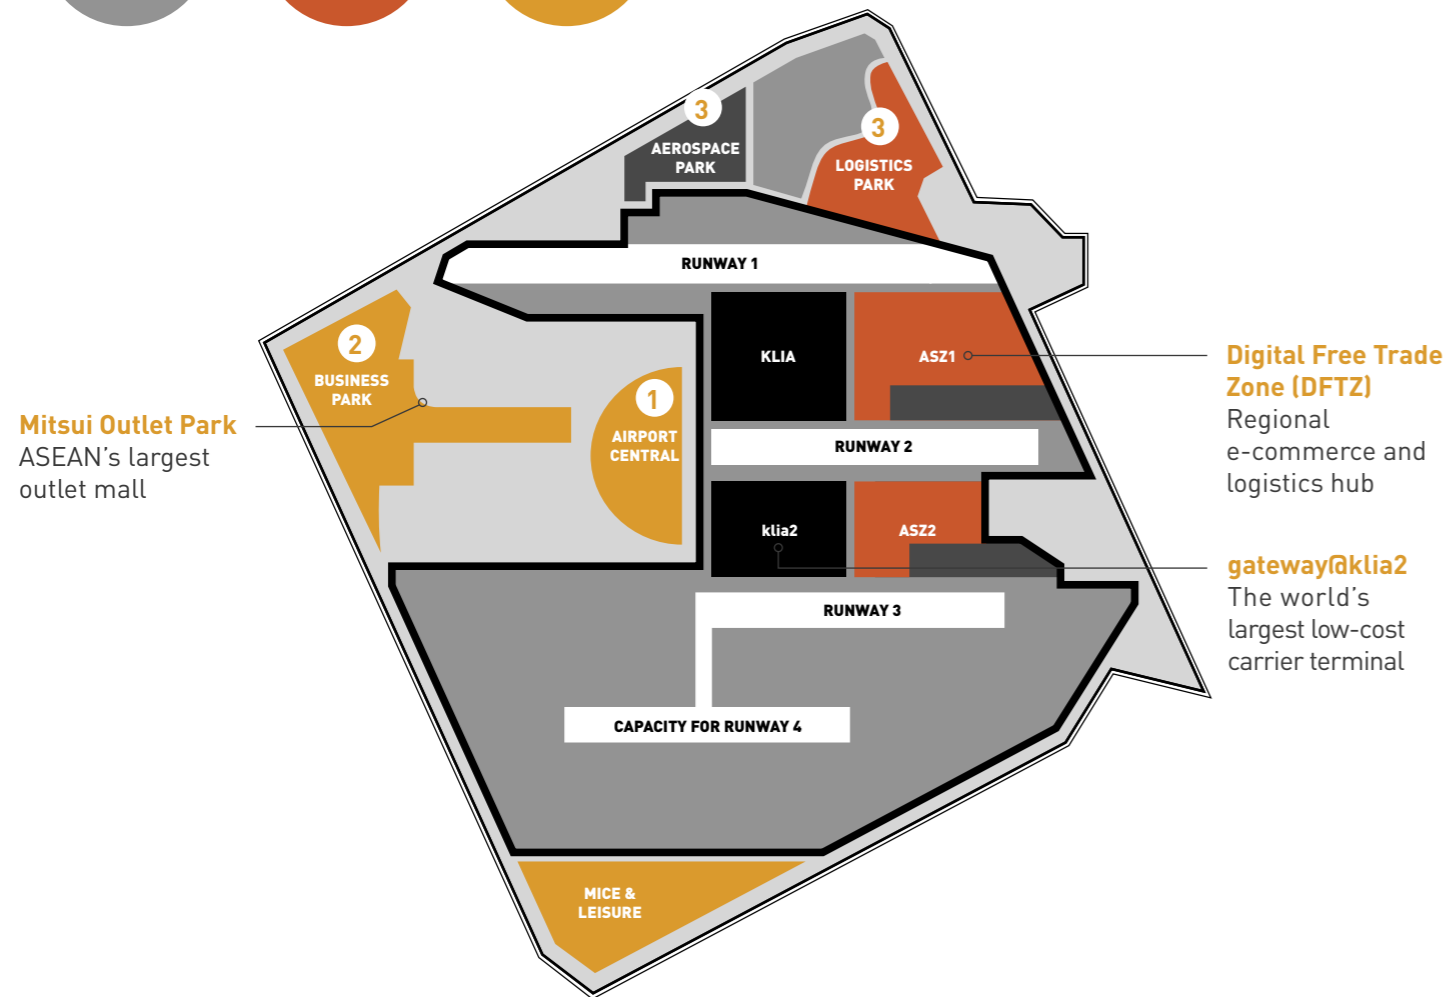 3
AEROSPACE
PARK
3
LOGISTICS
PARK
RUNWAY 1
2
BUSINESS
PARK
KLIA
ASZ1
Digital Free Trade
Zone (DFTZ)
Regional
e-commerce and
logistics hub
Mitsui Outlet Park
ASEAN’s largest
outlet mall
1
AIRPORT
CENTRAL
RUNWAY 2
klia2
ASZ2
gateway@klia2
The world’s
largest low-cost
carrier terminal
RUNWAY 3
CAPACITY FOR RUNWAY 4
MICE &
LEISURE